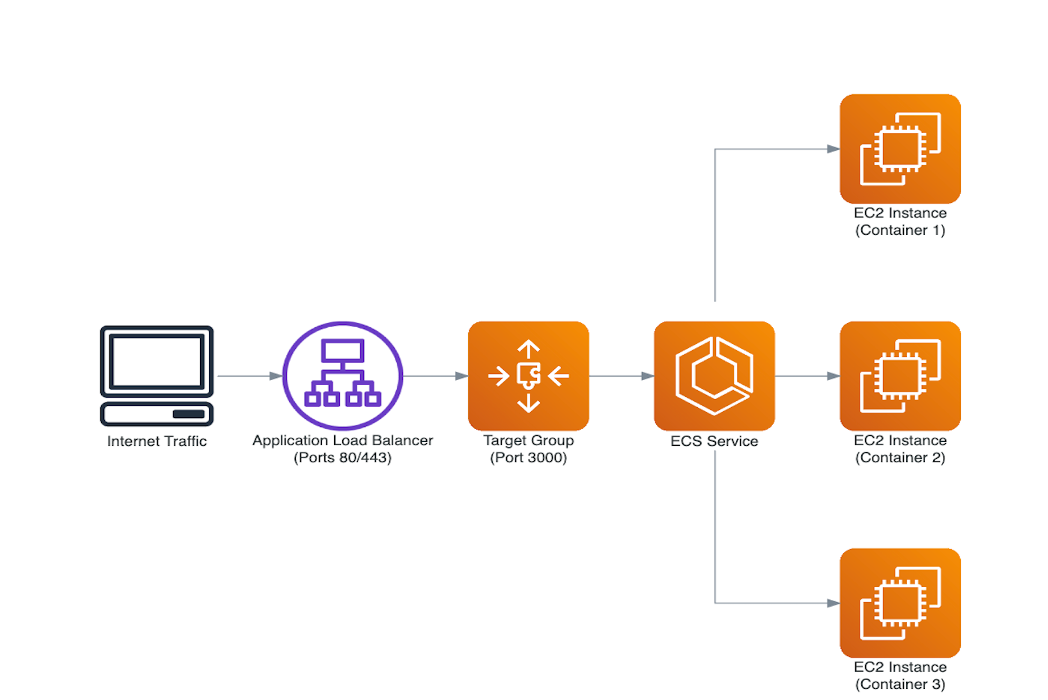 EC2 Instance
(Container 1)
Internet Traffic
Application Load Balancer
(Ports 80/443)
Target Group
(Port 3000)
ECS Service
EC2 Instance
(Container 2)
EC2 Instance
(Container 3)